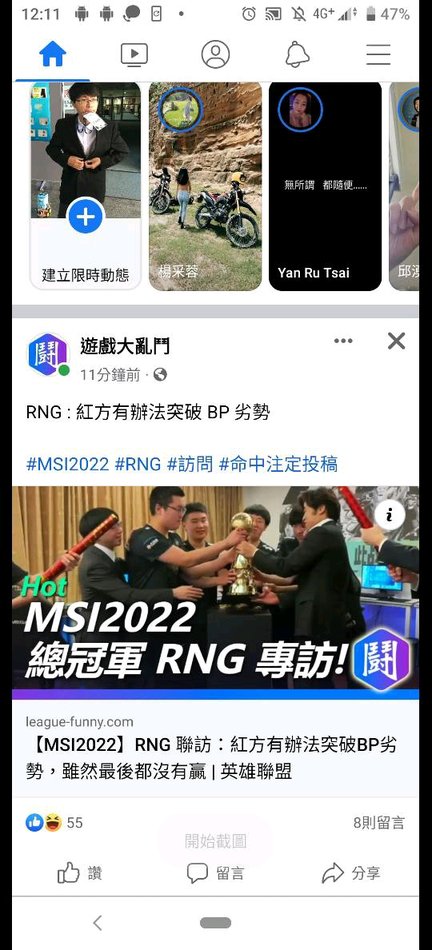 12:11
4G+
47%
建立限時動態
楊采蓉
無所謂 都隨便......
Yan Ru Tsai
遊戲大亂鬥
11分鐘前 ·
RNG : 紅方有辦法突破 BP 劣勢
#MSI2022 #RNG #訪問 #命中注定投稿
Hot
MSI2022
總冠軍 RNG 專訪!
鬪
league-funny.com
【MSI2022】RNG 聯訪：紅方有辦法突破BP劣
勢，雖然最後都沒有贏 | 英雄聯盟
55
8則留言
開始截圖
讚
留言
分享